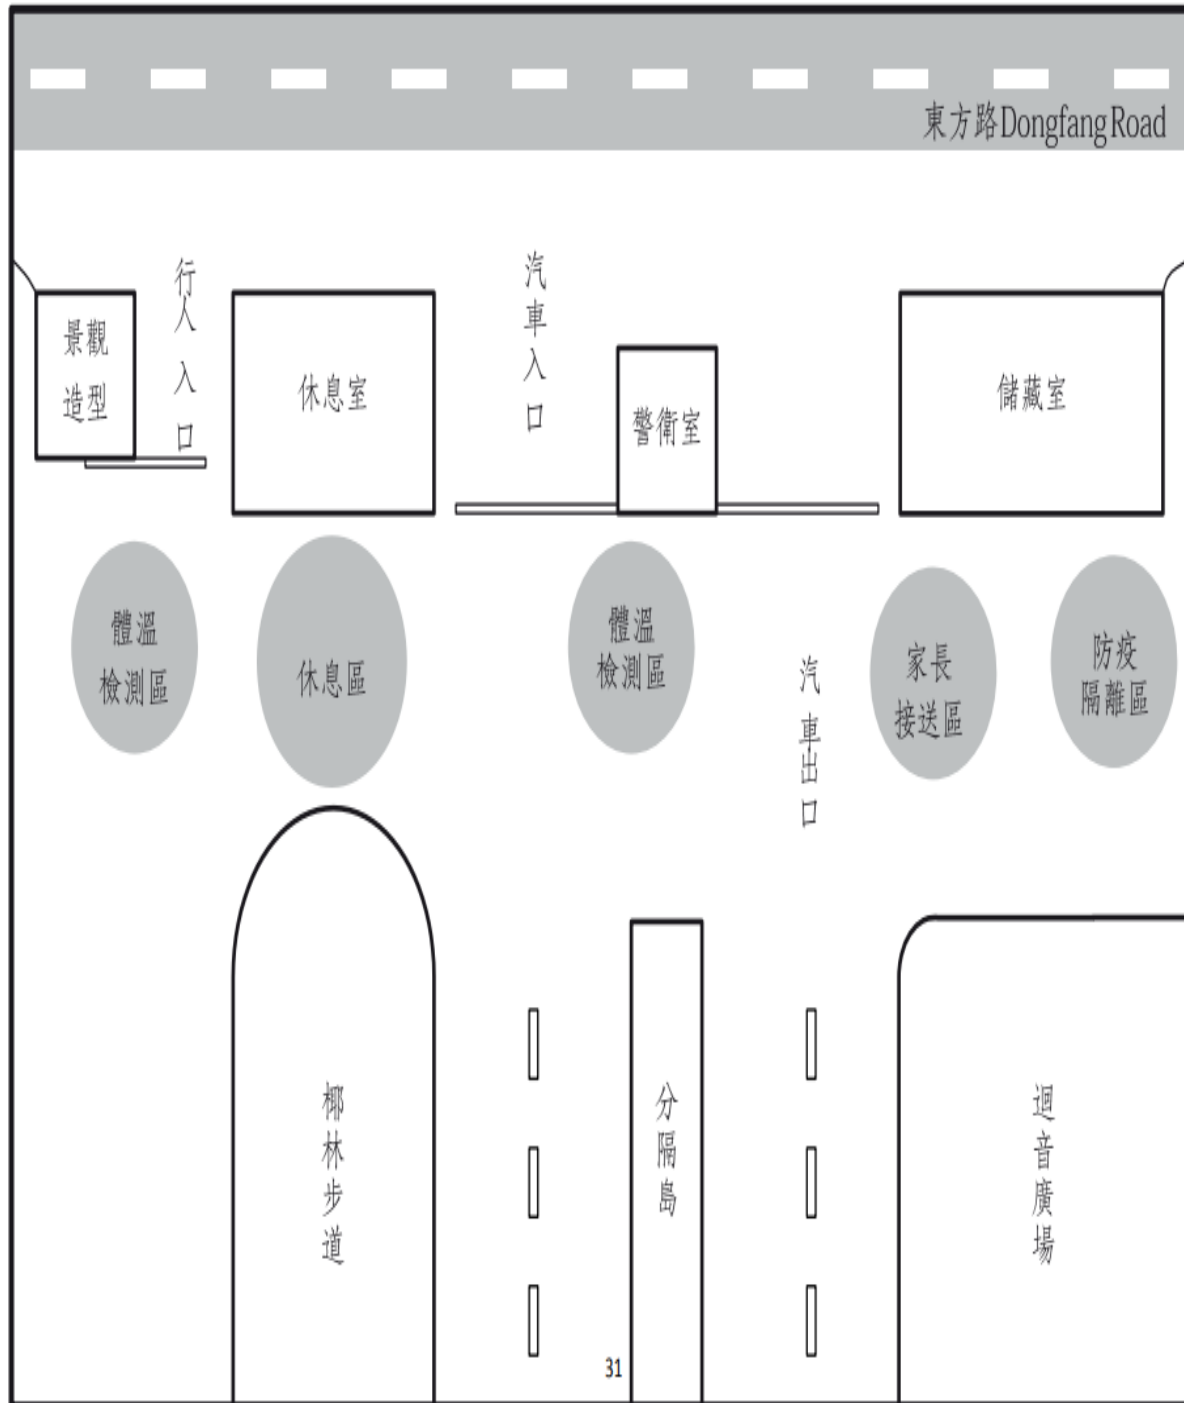 東方路Dongfang Road
行人入口
汽車入口
景觀
造型
休息室
警衛室
儲藏室
體溫
檢測區
休息區
體溫
檢測區
汽車出口
家長
接送區
防疫
隔離區
椰林步道
分隔島
迴音廣場
31